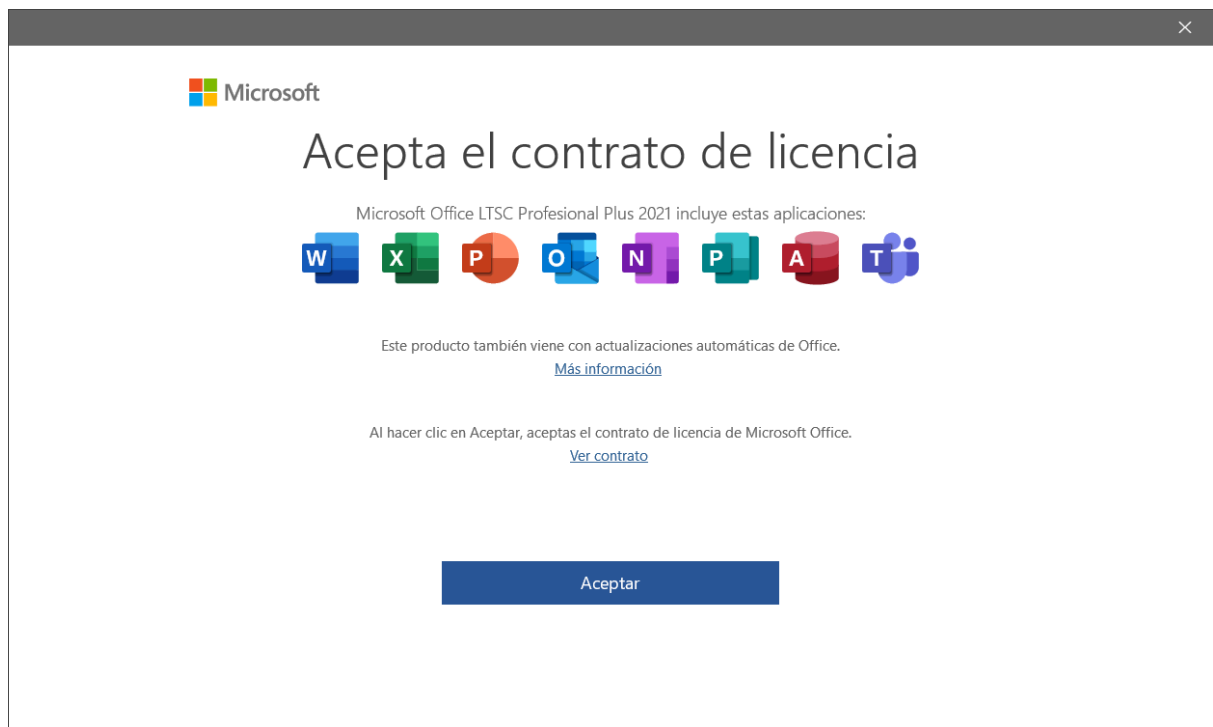 Microsoft
Acepta el contrato de licencia
Microsoft Office LTSC Profesional Plus 2021 incluye estas aplicaciones:
W X P O N P A T
Este producto también viene con actualizaciones automáticas de Office.
Más información
Al hacer clic en Aceptar, aceptas el contrato de licencia de Microsoft Office.
Ver contrato
Aceptar